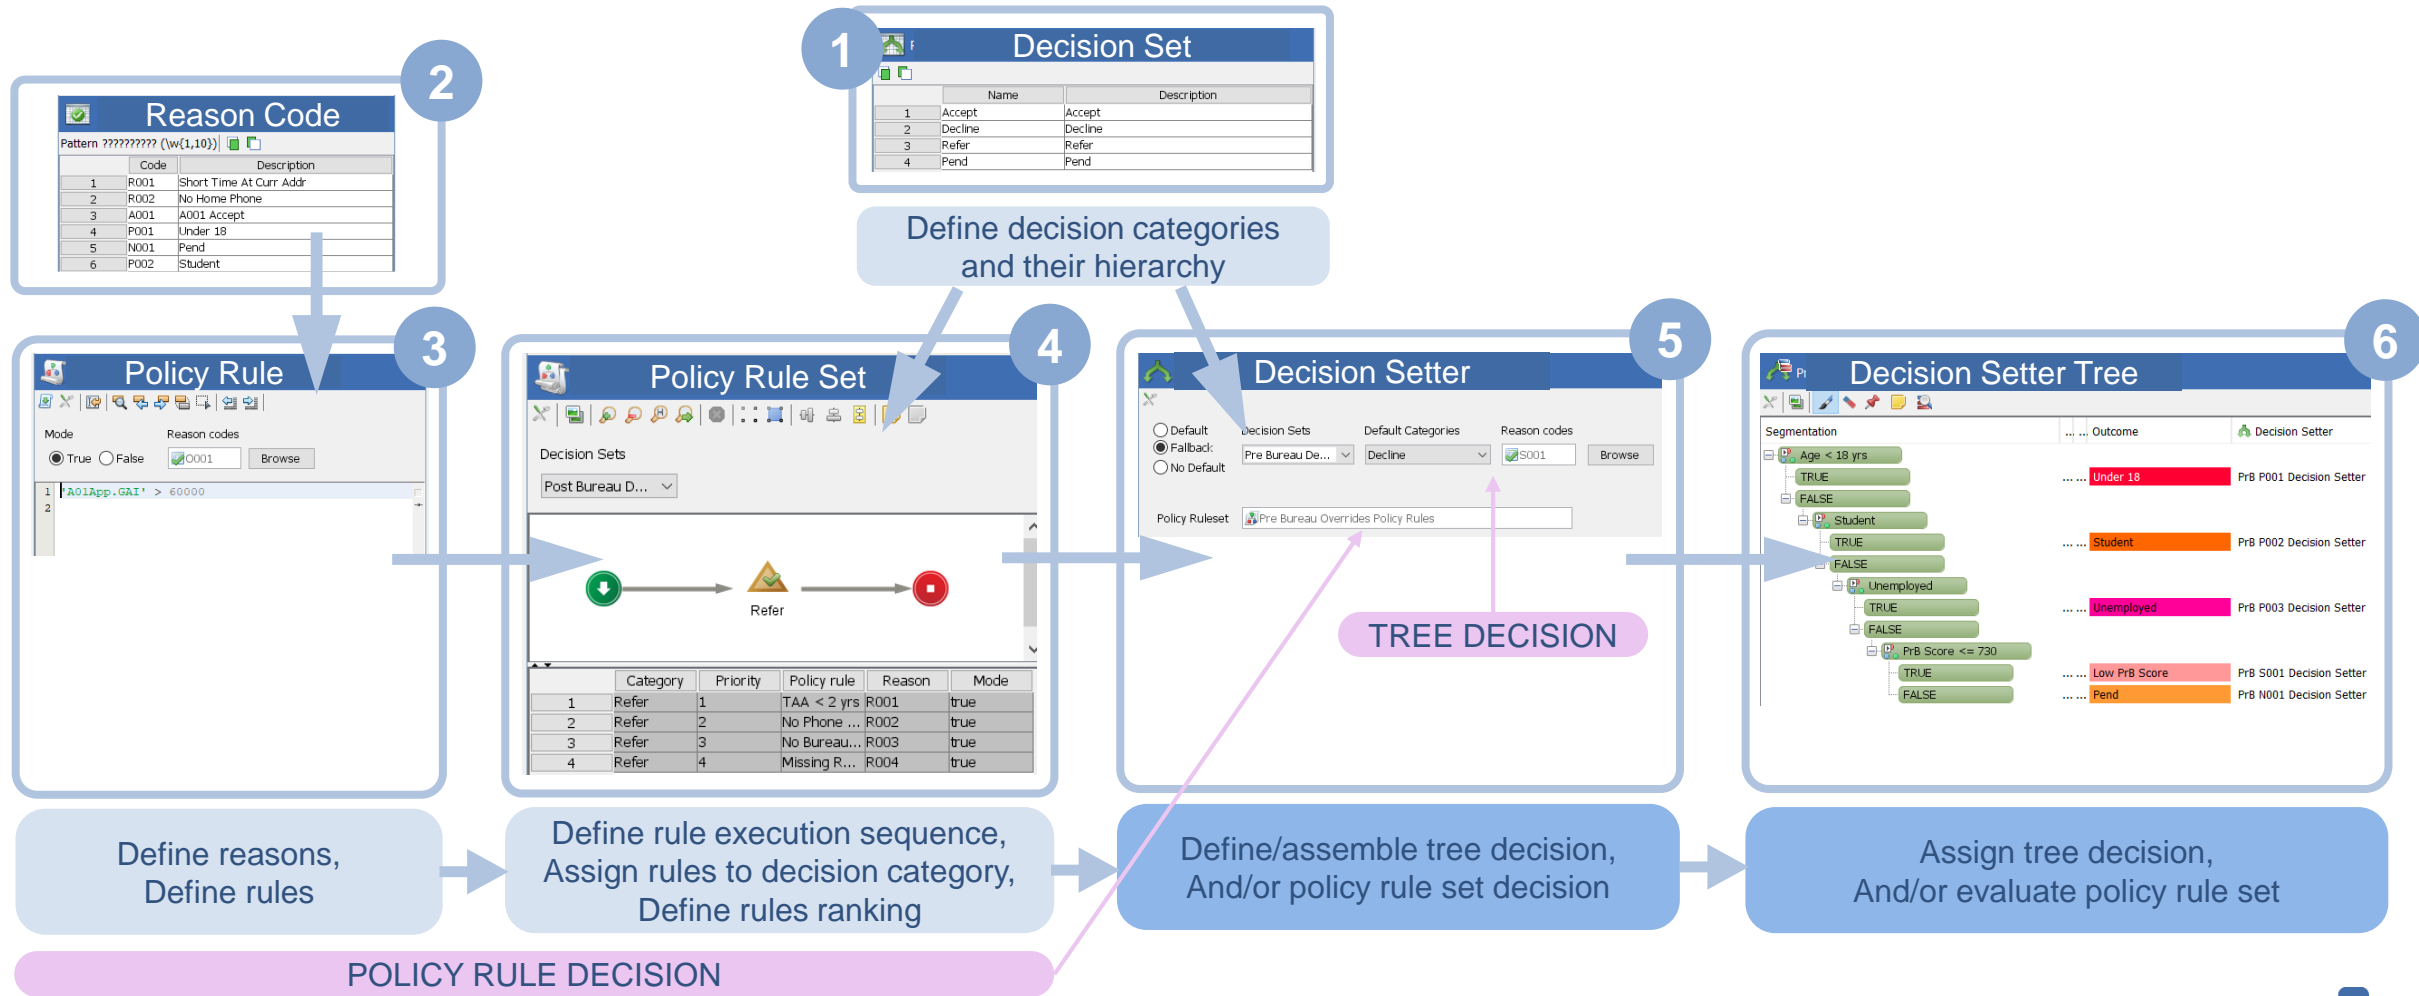 1
Decision Set
Name Description
1 Accept Accept
2 Decline Decline
3 Refer Refer
4 Pend Pend
2
Reason Code
Pattern ?????????? (\w{1,10})
Code Description
1 R001 Short Time At Curr Addr
2 R002 No Home Phone
3 A001 A001 Accept
4 P001 Under 18
5 N001 Pend
6 P002 Student
Define decision categories
and their hierarchy
3
Policy Rule
Mode Reason codes
True False O001 Browse
1 'A01App.GAI' > 60000
2
4
Policy Rule Set
Decision Sets
Post Bureau D...
Refer
Category Priority Policy rule Reason Mode
1 Refer 1 TAA < 2 yrs R001 true
2 Refer 2 No Phone ... R002 true
3 Refer 3 No Bureau... R003 true
4 Refer 4 Missing R... R004 true
5
Decision Setter
Default Decision Sets Default Categories Reason codes
Fallback Pre Bureau De... Decline S001 Browse
No Default
Policy Ruleset Pre Bureau Overrides Policy Rules
TREE DECISION
6
Decision Setter Tree
Segmentation ... ... Outcome Decision Setter
Age < 18 yrs
TRUE ... ... Under 18 PrB P001 Decision Setter
FALSE
Student
TRUE ... ... Student PrB P002 Decision Setter
FALSE
Unemployed
TRUE ... ... Unemployed PrB P003 Decision Setter
FALSE
PrB Score <= 730
TRUE ... ... Low PrB Score PrB S001 Decision Setter
FALSE ... ... Pend PrB N001 Decision Setter
Define reasons,
Define rules
Define rule execution sequence,
Assign rules to decision category,
Define rules ranking
Define/assemble tree decision,
And/or policy rule set decision
Assign tree decision,
And/or evaluate policy rule set
POLICY RULE DECISION